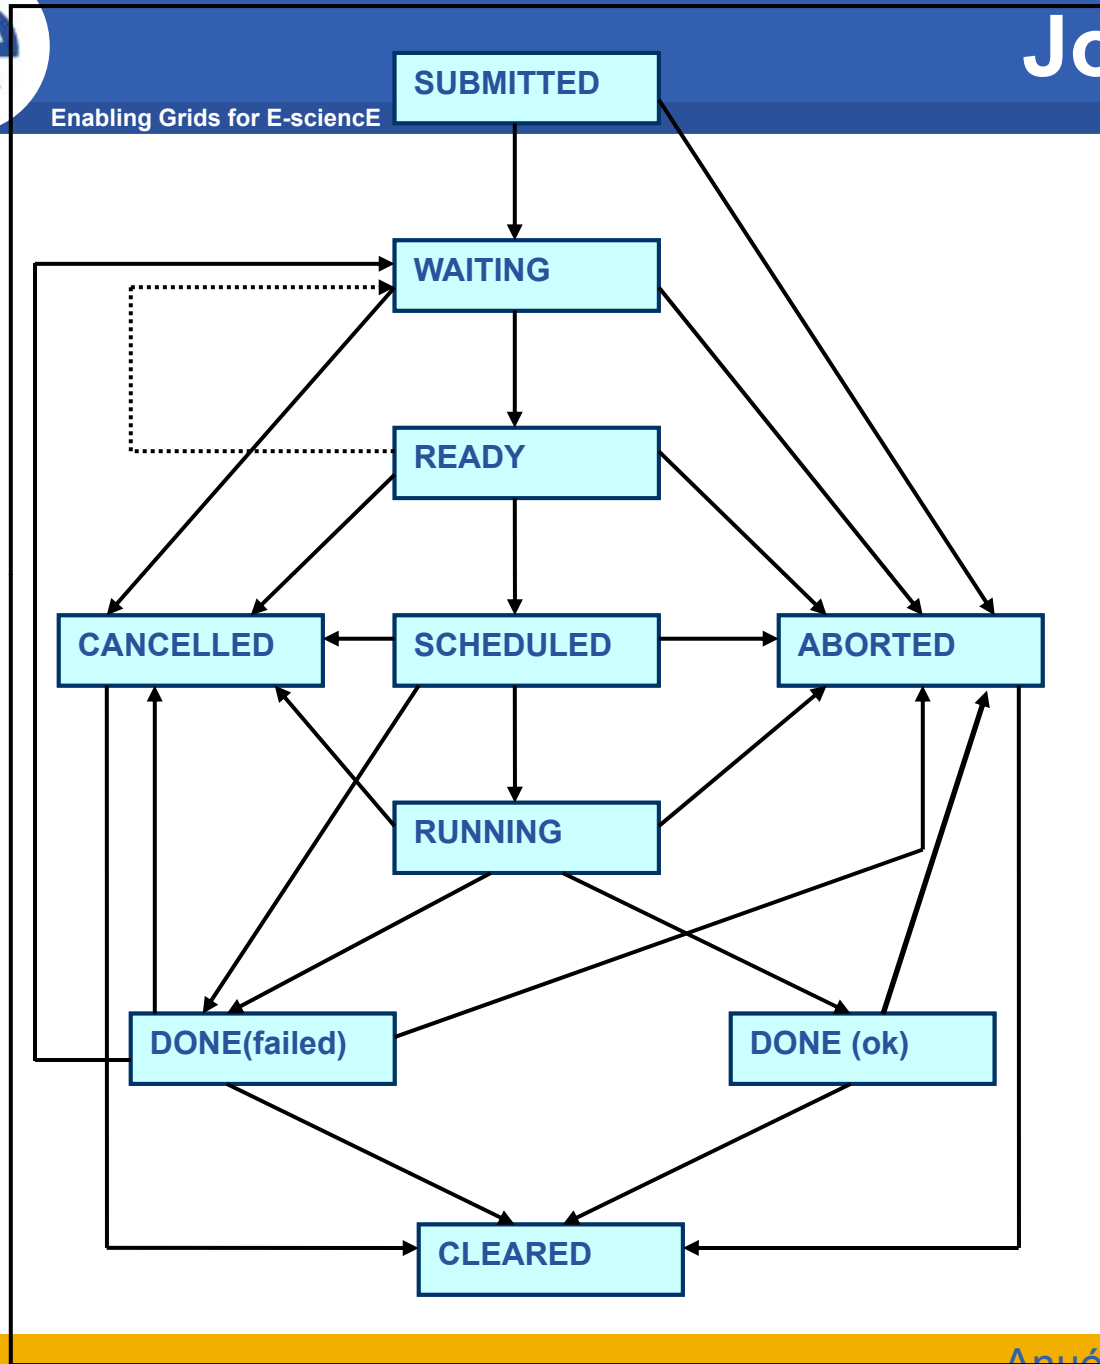 SUBMITTED
Enabling Grids for E-sciencE
WAITING
READY
CANCELLED
SCHEDULED
ABORTED
RUNNING
DONE(failed)
DONE (ok)
CLEARED